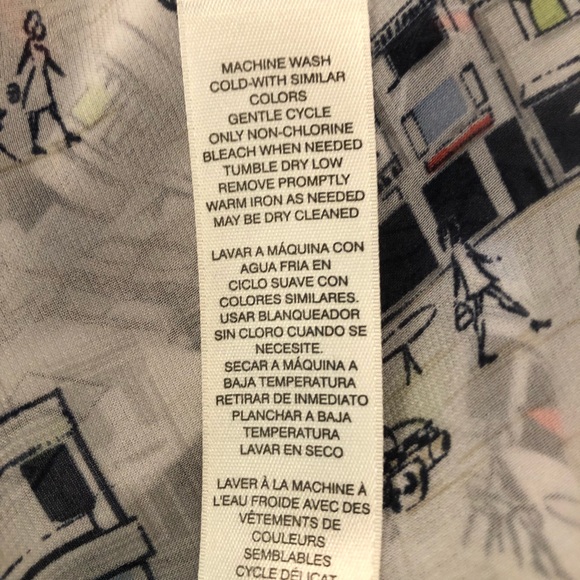 MACHINE WASH
COLD-WITH SIMILAR
COLORS
GENTLE CYCLE
ONLY NON-CHLORINE
BLEACH WHEN NEEDED
TUMBLE DRY LOW
REMOVE PROMPTLY
WARM IRON AS NEEDED
MAY BE DRY CLEANED
LAVAR A MÁQUINA CON
AGUA FRIA EN
CICLO SUAVE CON
COLORES SIMILARES.
USAR BLANQUEADOR
SIN CLORO CUANDO SE
NECESITE.
SECAR A MÁQUINA A
BAJA TEMPERATURA
RETIRAR DE INMEDIATO
PLANCHAR A BAJA
TEMPERATURA
LAVAR EN SECO
LAVER À LA MACHINE À
L'EAU FROIDE AVEC DES
VÊTEMENTS DE
COULEURS
SEMBLABLES
CYCLE DÉLICAT